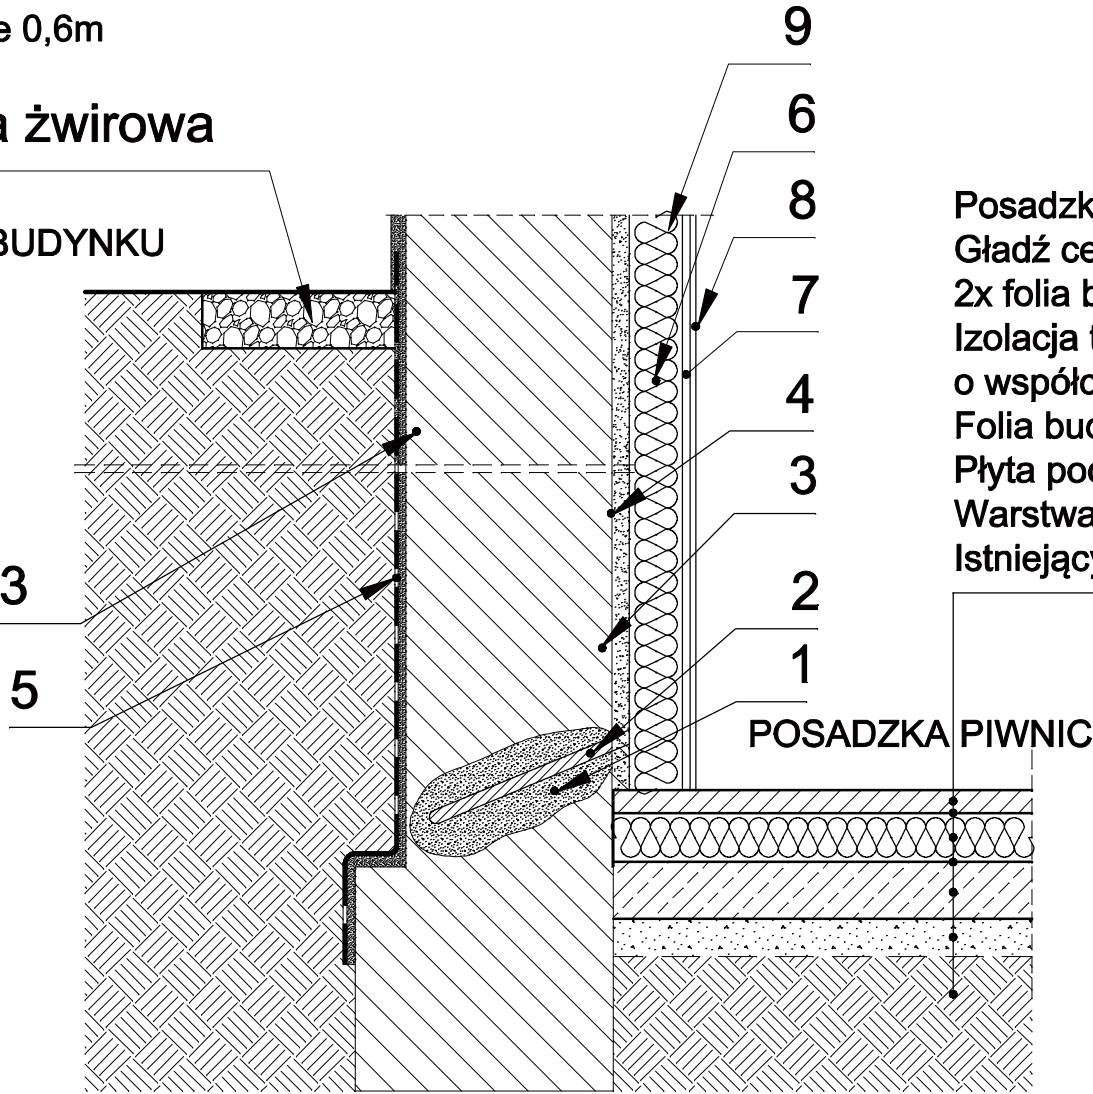 e 0,6m
a żwirowa
BUDYNKU
9
6
8
7
4
3
2
1
3
5
Posadzk
Gładź ce
2x folia b
Izolacja t
o współc
Folia bud
Płyta pod
Warstwa
Istniejący
POSADZKA PIWNIC